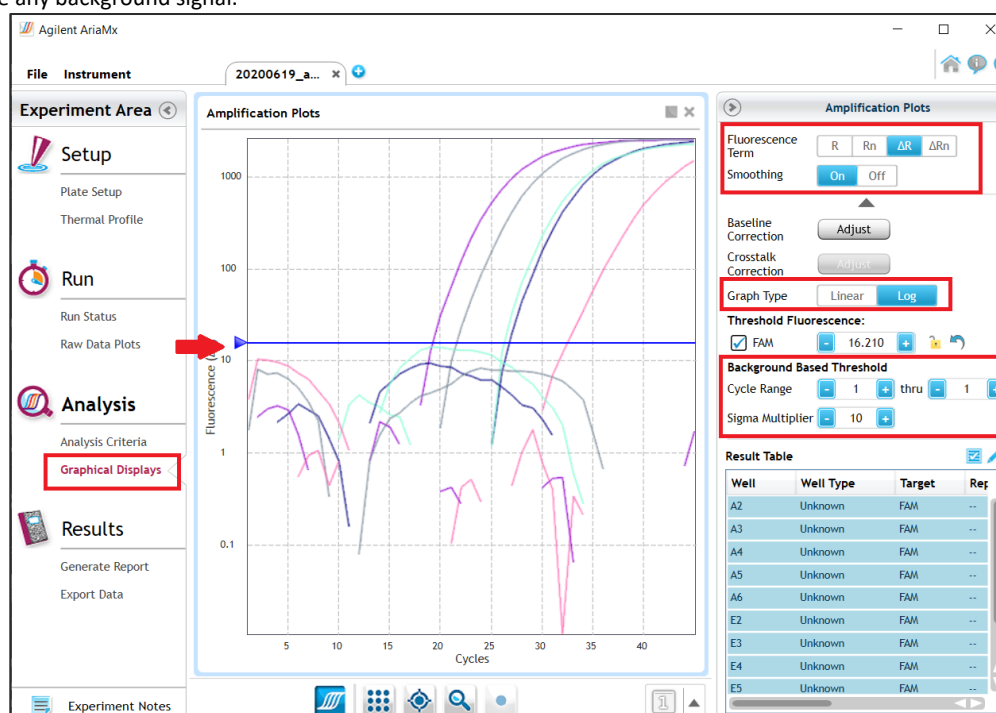 any background signal.
Agilent AriaMx
File Instrument
20200619_a...
Experiment Area
Setup
Plate Setup
Thermal Profile
Run
Run Status
Raw Data Plots
Analysis
Analysis Criteria
Graphical Displays
Results
Generate Report
Export Data
Experiment Notes
Amplification Plots
Fluorescence
1000
100
10
1
0.1
5 10 15 20 25 30 35 40
Cycles
1
Amplification Plots
Fluorescence Term R Rn ΔR ΔRn
Smoothing On Off
Baseline Correction Adjust
Crosstalk Correction Adjust
Graph Type Linear Log
Threshold Fluorescence:
FAM - 16.210 +
Background Based Threshold
Cycle Range - 1 + thru - 1 +
Sigma Multiplier - 10 +
Result Table
Well Well Type Target Rep
A2 Unknown FAM --
A3 Unknown FAM --
A4 Unknown FAM --
A5 Unknown FAM --
A6 Unknown FAM --
E2 Unknown FAM --
E3 Unknown FAM --
E4 Unknown FAM --
E5 Unknown FAM --